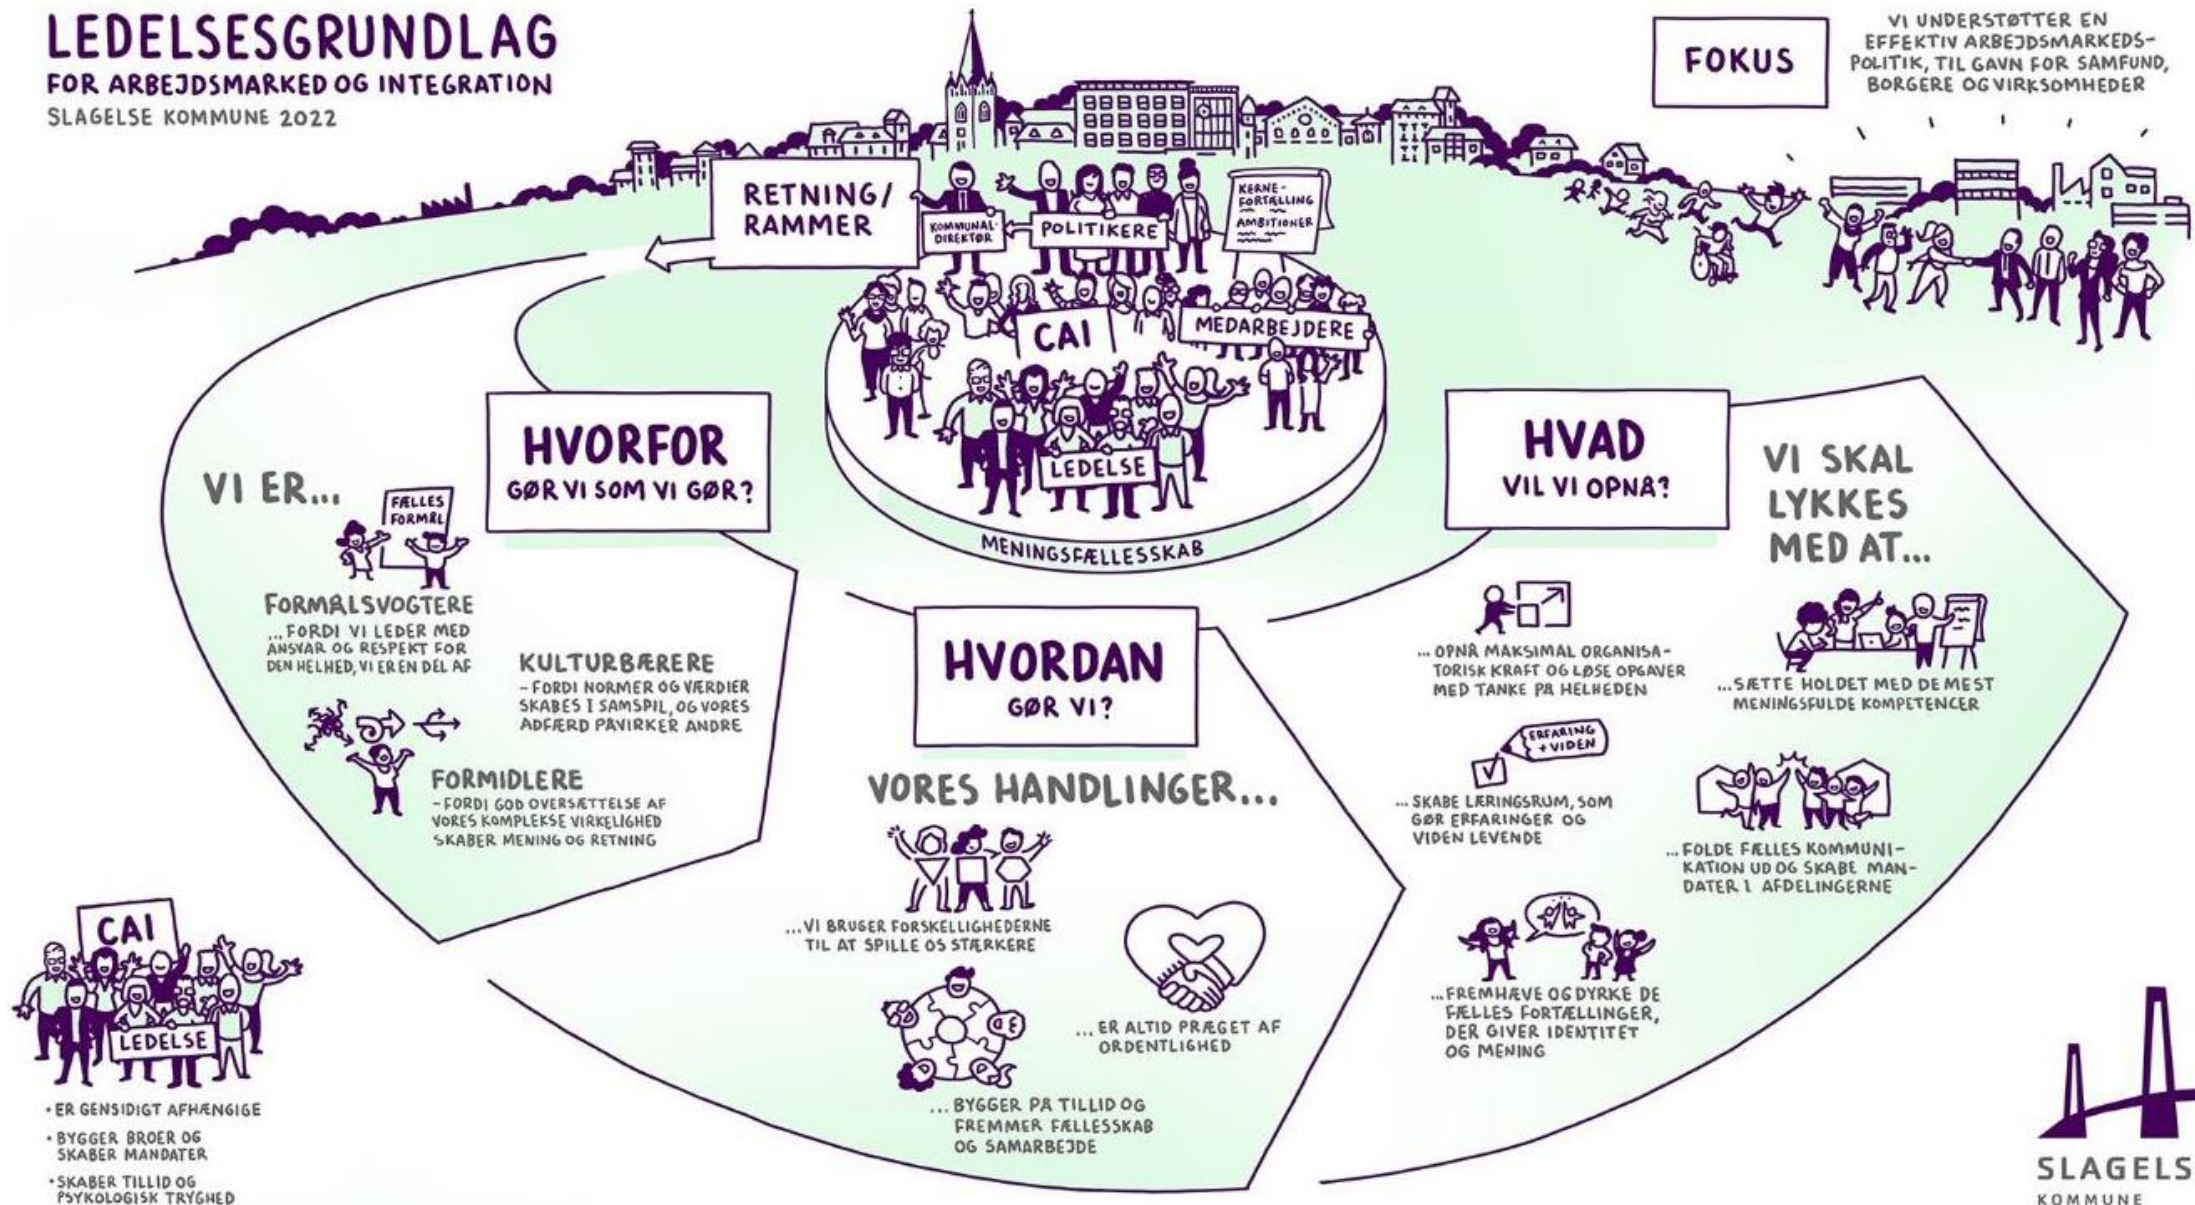 LEDELSESGRUNDLAG
FOR ARBEJDSMARKED OG INTEGRATION
SLAGELSE KOMMUNE 2022
FOKUS
VI UNDERSTØTTER EN
EFFEKTIV ARBEJDSMARKEDS-
POLITIK, TIL GAVN FOR SAMFUND,
BORGERE OG VIRKSOMHEDER
RETNING/
RAMMER
KOMMUNAL-
DIREKTØR
POLITIKERE
KERNE-
FORTÆLLING
AMBITIONER
CAI
MEDARBEJDERE
LEDELSE
MENINGSFÆLLESSKAB
HVORFOR
GØR VI SOM VI GØR?
VI ER...
FÆLLES
FORMÅL
FORMÅLSVOGTERE
...FORDI VI LEDER MED
ANSVAR OG RESPEKT FOR
DEN HELHED, VI ER EN DEL AF
KULTURBÆRERE
- FORDI NORMER OG VÆRDIER
SKABES I SAMSPIL, OG VORES
ADFÆRD PÅVIRKER ANDRE
FORMIDLERE
- FORDI GOD OVERSÆTTELSE AF
VORES KOMPLEKSE VIRKELIGHED
SKABER MENING OG RETNING
HVORDAN
GØR VI?
VORES HANDLINGER...
...VI BRUGER FORSKELLIGHEDERNE
TIL AT SPILLE OS STÆRKERE
... ER ALTID PRÆGET AF
ORDENTLIGHED
... BYGGER PÅ TILLID OG
FREMMER FÆLLESSKAB
OG SAMARBEJDE
HVAD
VIL VI OPNÅ?
VI SKAL
LYKKES
MED AT...
... OPNÅ MAKSIMAL ORGANISA-
TORISK KRAFT OG LØSE OPGAVER
MED TANKE PÅ HELHEDEN
...SÆTTE HOLDET MED DE MEST
MENINGSFULDE KOMPETENCER
ERFARING
+ VIDEN
... SKABE LÆRINGSRUM, SOM
GØR ERFARINGER OG
VIDEN LEVENDE
...FOLDE FÆLLES KOMMUNI-
KATION UD OG SKABE MAN-
DATER I AFDELINGERNE
...FREMHÆVE OG DYRKE DE
FÆLLES FORTÆLLINGER,
DER GIVER IDENTITET
OG MENING
CAI
LEDELSE
• ER GENSIDIGT AFHÆNGIGE
• BYGGER BROER OG
SKABER MANDATER
• SKABER TILLID OG
PSYKOLOGISK TRYGHED
SLAGELS
KOMMUNE